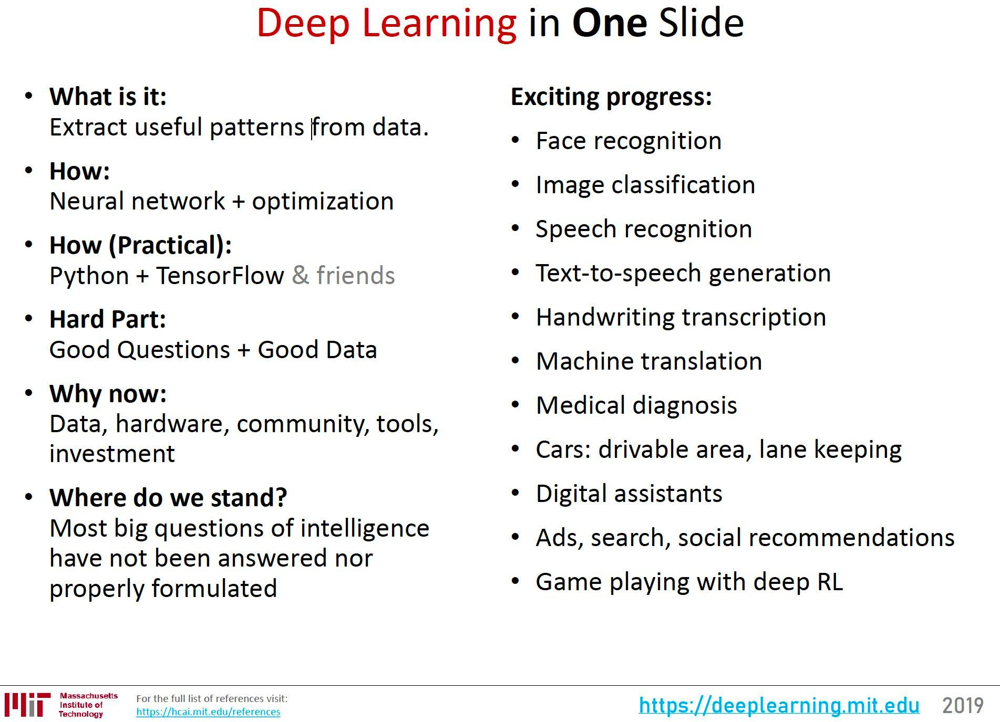 Deep Learning in One Slide
• What is it:
Extract useful patterns from data.
• How:
Neural network + optimization
• How (Practical):
Python + TensorFlow & friends
• Hard Part:
Good Questions + Good Data
• Why now:
Data, hardware, community, tools,
investment
• Where do we stand?
Most big questions of intelligence
have not been answered nor
properly formulated
Exciting progress:
• Face recognition
• Image classification
• Speech recognition
• Text-to-speech generation
• Handwriting transcription
• Machine translation
• Medical diagnosis
• Cars: drivable area, lane keeping
• Digital assistants
• Ads, search, social recommendations
• Game playing with deep RL
MIT
Massachusetts
Institute of
Technology
For the full list of references visit:
https://hcai.mit.edu/references
https://deeplearning.mit.edu 2019